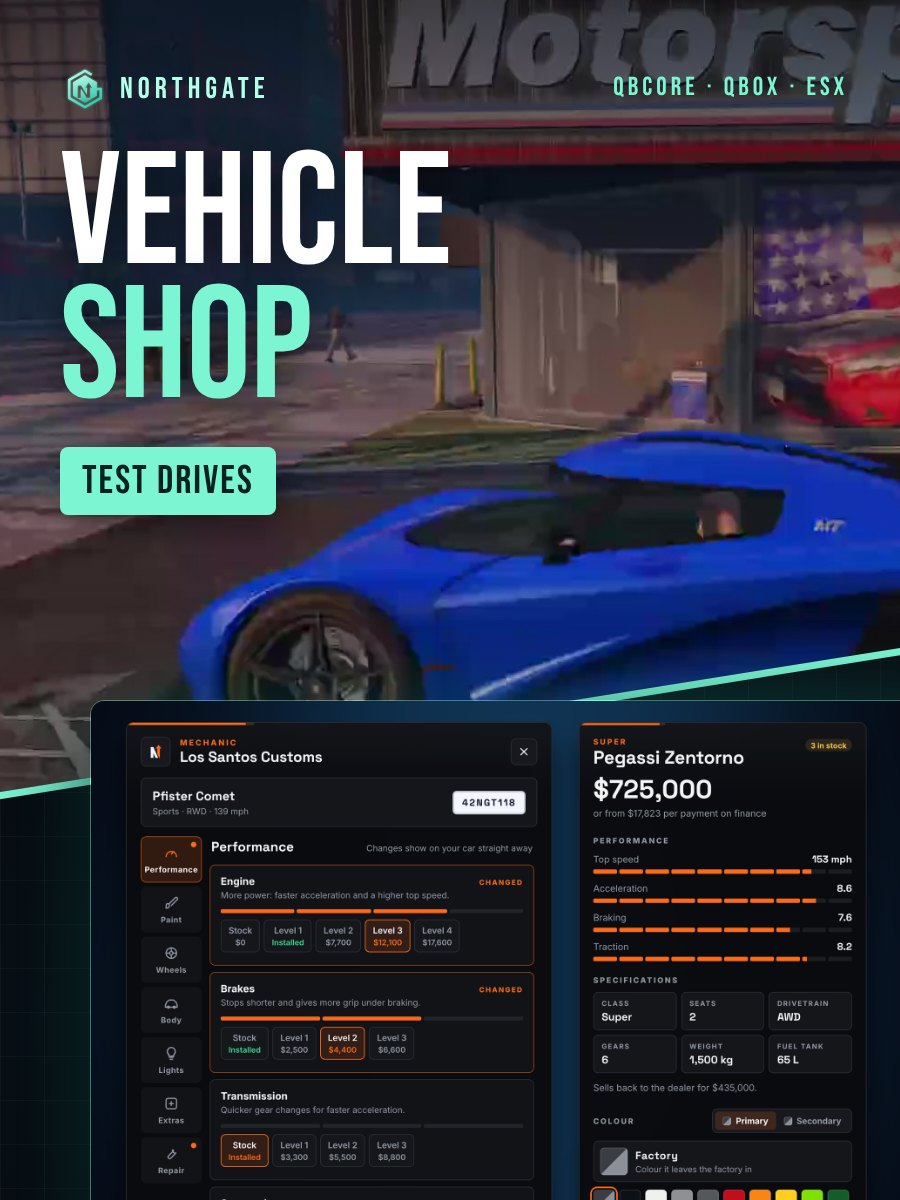 Motorsp
NORTHGATE
QBCORE · QBOX · ESX
VEHICLE
SHOP
TEST DRIVES
MECHANIC
Los Santos Customs
Pfister Comet
Sports · RWD · 139 mph
42NGT118
Performance
Paint
Wheels
Body
Lights
Extras
Repair
Performance
Changes show on your car straight away
Engine
CHANGED
More power: faster acceleration and a higher top speed.
Stock
$0
Level 1
Installed
Level 2
$7,700
Level 3
$12,100
Level 4
$17,600
Brakes
CHANGED
Stops shorter and gives more grip under braking.
Stock
Installed
Level 1
$2,500
Level 2
$4,400
Level 3
$6,600
Transmission
Quicker gear changes for faster acceleration.
Stock
Installed
Level 1
$3,300
Level 2
$5,500
Level 3
$8,800
SUPER
Pegassi Zentorno
3 in stock
$725,000
or from $17,823 per payment on finance
PERFORMANCE
Top speed
153 mph
Acceleration
8.6
Braking
7.6
Traction
8.2
SPECIFICATIONS
CLASS
Super
SEATS
2
DRIVETRAIN
AWD
GEARS
6
WEIGHT
1,500 kg
FUEL TANK
65 L
Sells back to the dealer for $435,000.
COLOUR
Primary
Secondary
Factory
Colour it leaves the factory in